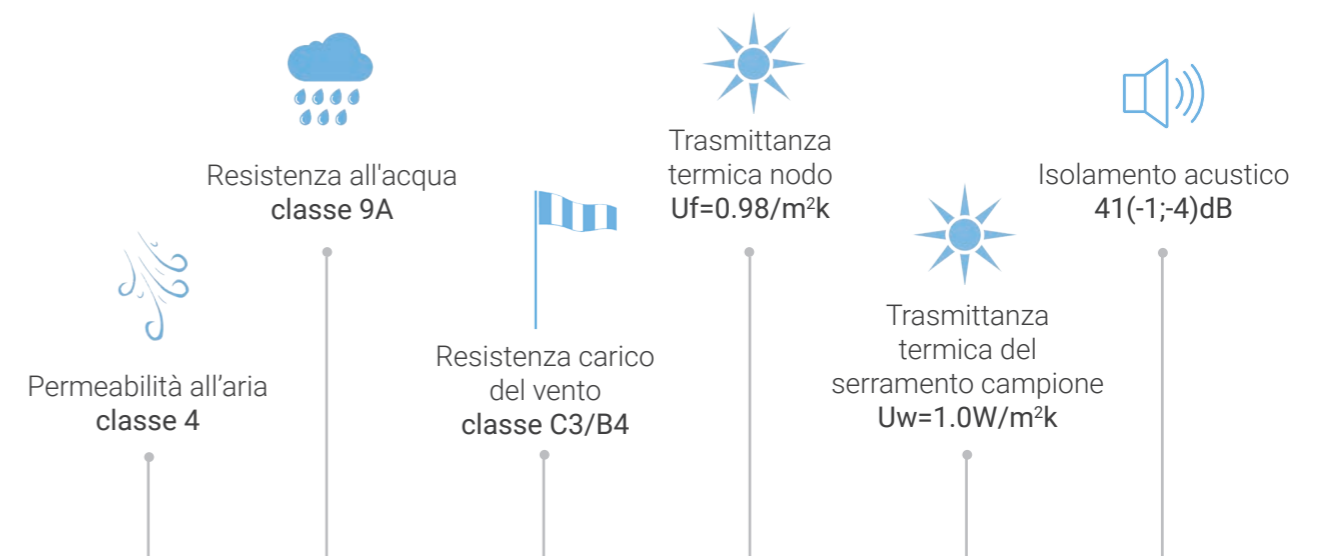 Permeabilità all’aria
classe 4
Resistenza all'acqua
classe 9A
Resistenza carico
del vento
classe C3/B4
Trasmittanza
termica nodo
Uf=0.98/m²k
Trasmittanza
termica del
serramento campione
Uw=1.0W/m²k
Isolamento acustico
41(-1;-4)dB